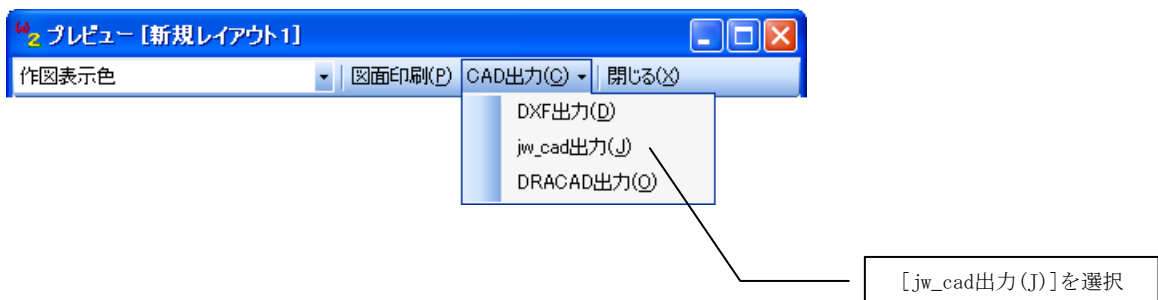 ω2 プレビュー [新規レイアウト1]
作図表示色 図面印刷(P) CAD出力(C) 閉じる(X)
DXF出力(D)
jw_cad出力(J)
DRACAD出力(O)
[jw_cad出力(J)]を選択